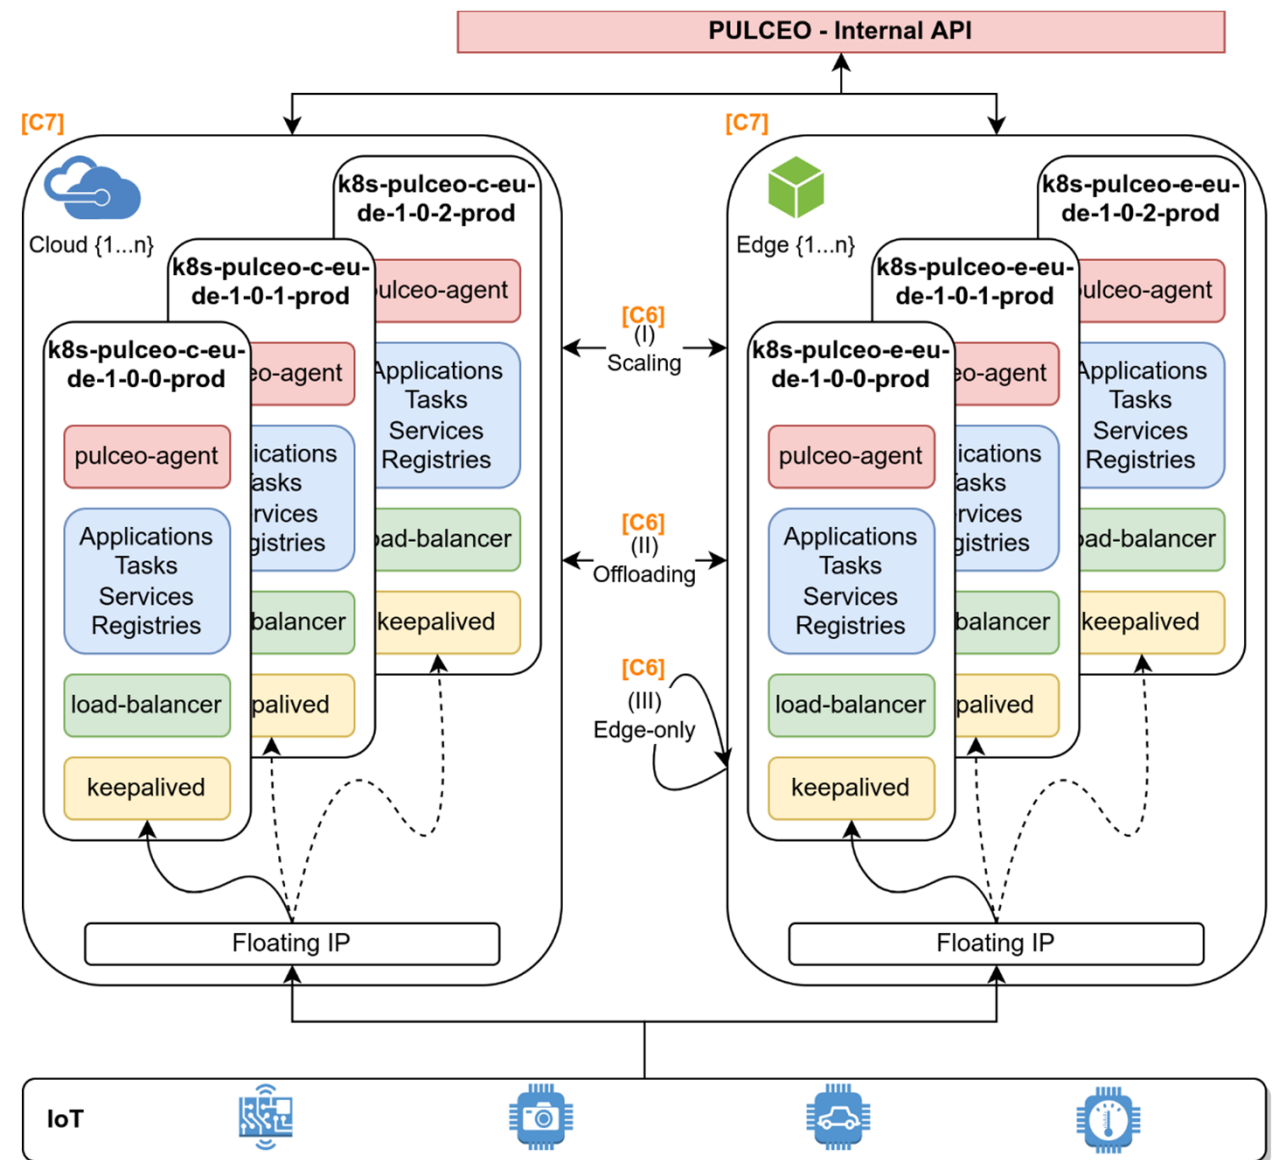 PULCEO - Internal API
[C7]
Cloud {1...n}
k8s-pulceo-c-eu-
de-1-0-2-prod
pulceo-agent
Applications
Tasks
Services
Registries
load-balancer
keepalived
k8s-pulceo-c-eu-
de-1-0-1-prod
eo-agent
ications
asks
rvices
gistries
balancer
palived
k8s-pulceo-c-eu-
de-1-0-0-prod
pulceo-agent
Applications
Tasks
Services
Registries
load-balancer
keepalived
Floating IP
[C6]
(I)
Scaling
[C6]
(II)
Offloading
[C6]
(III)
Edge-only
[C7]
Edge {1...n}
k8s-pulceo-e-eu-
de-1-0-2-prod
pulceo-agent
Applications
Tasks
Services
Registries
load-balancer
keepalived
k8s-pulceo-e-eu-
de-1-0-1-prod
eo-agent
ications
asks
rvices
gistries
balancer
palived
k8s-pulceo-e-eu-
de-1-0-0-prod
pulceo-agent
Applications
Tasks
Services
Registries
load-balancer
keepalived
Floating IP
IoT